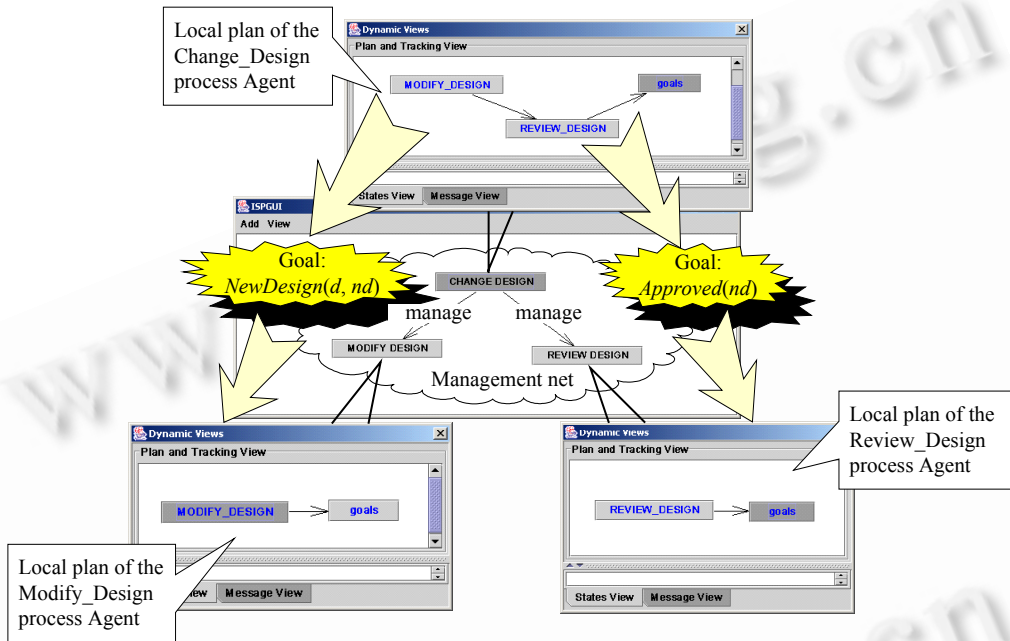 Local plan of the
Change_Design
process Agent
Dynamic Views
Plan and Tracking View
MODIFY_DESIGN
goals
REVIEW_DESIGN
States View
Message View
ISPGUI
Add View
Goal:
NewDesign(d, nd)
Goal:
Approved(nd)
CHANGE DESIGN
manage
manage
MODIFY DESIGN
REVIEW DESIGN
Management net
Local plan of the
Review_Design
process Agent
Dynamic Views
Plan and Tracking View
MODIFY_DESIGN
goals
Message View
Local plan of the
Modify_Design
process Agent
Dynamic Views
Plan and Tracking View
REVIEW_DESIGN
goals
States View
Message View